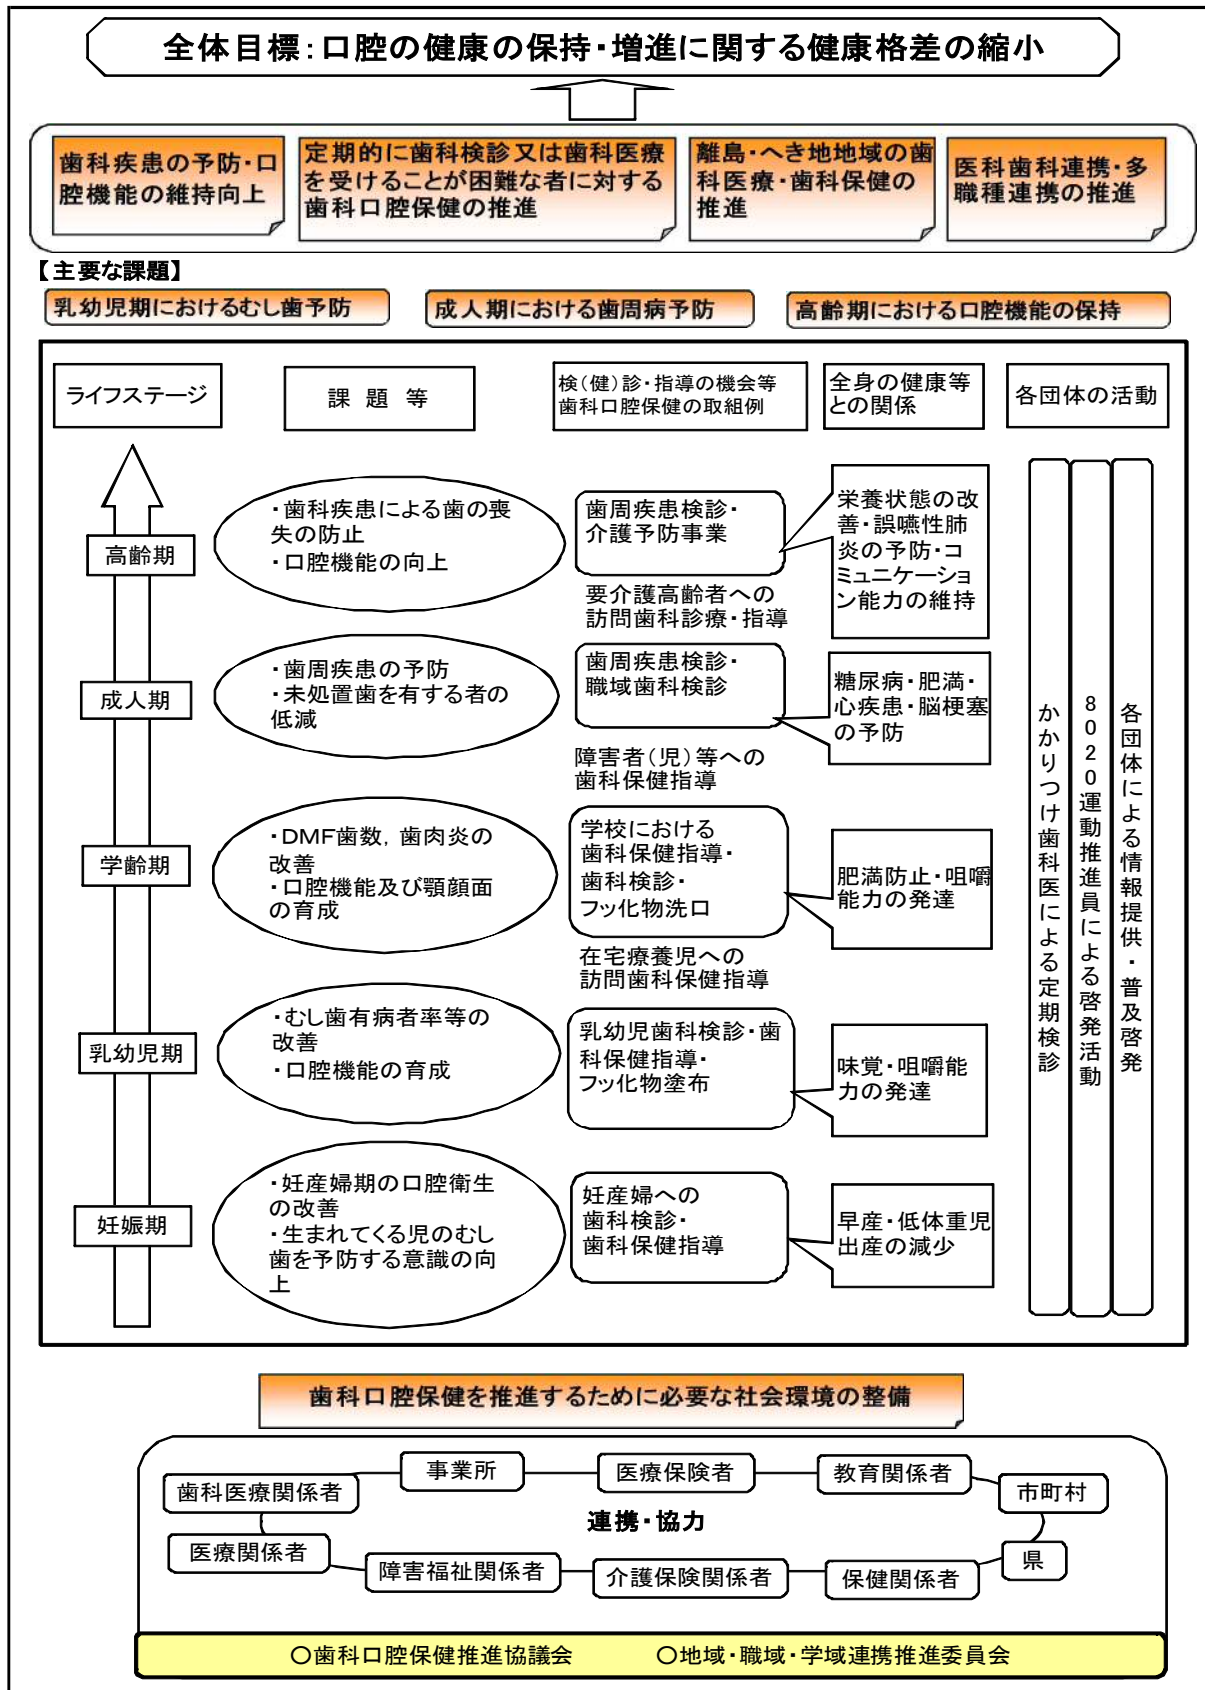 全体目標：口腔の健康の保持・増進に関する健康格差の縮小
歯科疾患の予防・口
腔機能の維持向上
定期的に歯科検診又は歯科医療
を受けることが困難な者に対する
歯科口腔保健の推進
離島・へき地地域の歯
科医療・歯科保健の
推進
医科歯科連携・多
職種連携の推進
【主要な課題】
乳幼児期におけるむし歯予防
成人期における歯周病予防
高齢期における口腔機能の保持
ライフステージ
課 題 等
検（健）診・指導の機会等
歯科口腔保健の取組例
全身の健康等
との関係
各団体の活動
高齢期
・歯科疾患による歯の喪
失の防止
・口腔機能の向上
歯周疾患検診・
介護予防事業
栄養状態の改
善・誤嚥性肺
炎の予防・コ
ミュニケーショ
ン能力の維持
要介護高齢者への
訪問歯科診療・指導
成人期
・歯周疾患の予防
・未処置歯を有する者の
低減
歯周疾患検診・
職域歯科検診
糖尿病・肥満・
心疾患・脳梗塞
の予防
障害者（児）等への
歯科保健指導
学齢期
・DMF歯数，歯肉炎の
改善
・口腔機能及び顎顔面
の育成
学校における
歯科保健指導・
歯科検診・
フッ化物洗口
肥満防止・咀嚼
能力の発達
在宅療養児への
訪問歯科保健指導
乳幼児期
・むし歯有病者率等の
改善
・口腔機能の育成
乳幼児歯科検診・歯
科保健指導・
フッ化物塗布
味覚・咀嚼能
力の発達
妊娠期
・妊産婦期の口腔衛生
の改善
・生まれてくる児のむし
歯を予防する意識の向
上
妊産婦への
歯科検診・
歯科保健指導
早産・低体重児
出産の減少
かかりつけ歯科医による定期検診
8020運動推進員による啓発活動
各団体による情報提供・普及啓発
歯科口腔保健を推進するために必要な社会環境の整備
歯科医療関係者
事業所
医療保険者
教育関係者
市町村
連携・協力
医療関係者
障害福祉関係者
介護保険関係者
保健関係者
県
○歯科口腔保健推進協議会
○地域・職域・学域連携推進委員会